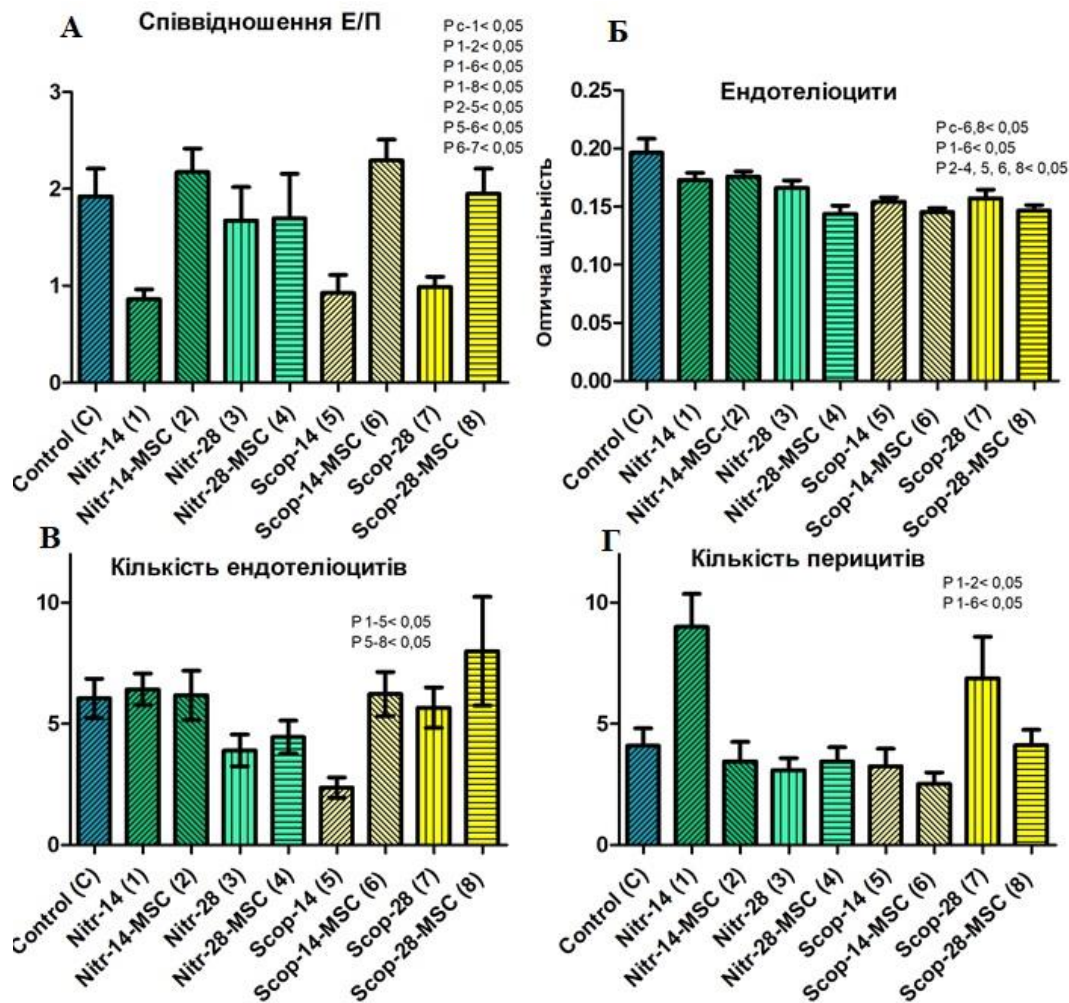 А
Співвідношення Е/П
P c-1< 0,05
P 1-2< 0,05
P 1-6< 0,05
P 1-8< 0,05
P 2-5< 0,05
P 5-6< 0,05
P 6-7< 0,05
3
2
1
0
Control (C)
Nitr-14 (1)
Nitr-14-MSC (2)
Nitr-28 (3)
Nitr-28-MSC (4)
Scop-14 (5)
Scop-14-MSC (6)
Scop-28 (7)
Scop-28-MSC (8)
Б
Ендотеліоцити
P c-6,8< 0,05
P 1-6< 0,05
P 2-4, 5, 6, 8< 0,05
Оптична щільність
0.25
0.20
0.15
0.10
0.05
0.00
Control (C)
Nitr-14 (1)
Nitr-14-MSC-(2)
Nitr-28 (3)
Nitr-28-MSC (4)
Scop-14 (5)
Scop-14-MSC (6)
Scop-28 (7)
Scop-28-MSC (8)
В
Кількість ендотеліоцитів
P 1-5< 0,05
P 5-8< 0,05
10
5
0
Control (C)
Nitr-14 (1)
Nitr-14-MSC (2)
Nitr-28 (3)
Nitr-28-MSC (4)
Scop-14 (5)
Scop-14-MSC (6)
Scop-28 (7)
Scop-28-MSC (8)
Г
Кількість перицитів
P 1-2< 0,05
P 1-6< 0,05
10
5
0
Control (C)
Nitr-14 (1)
Nitr-14-MSC (2)
Nitr-28 (3)
Nitr-28-MSC (4)
Scop-14 (5)
Scop-14-MSC (6)
Scop-28 (7)
Scop-28-MSC (8)